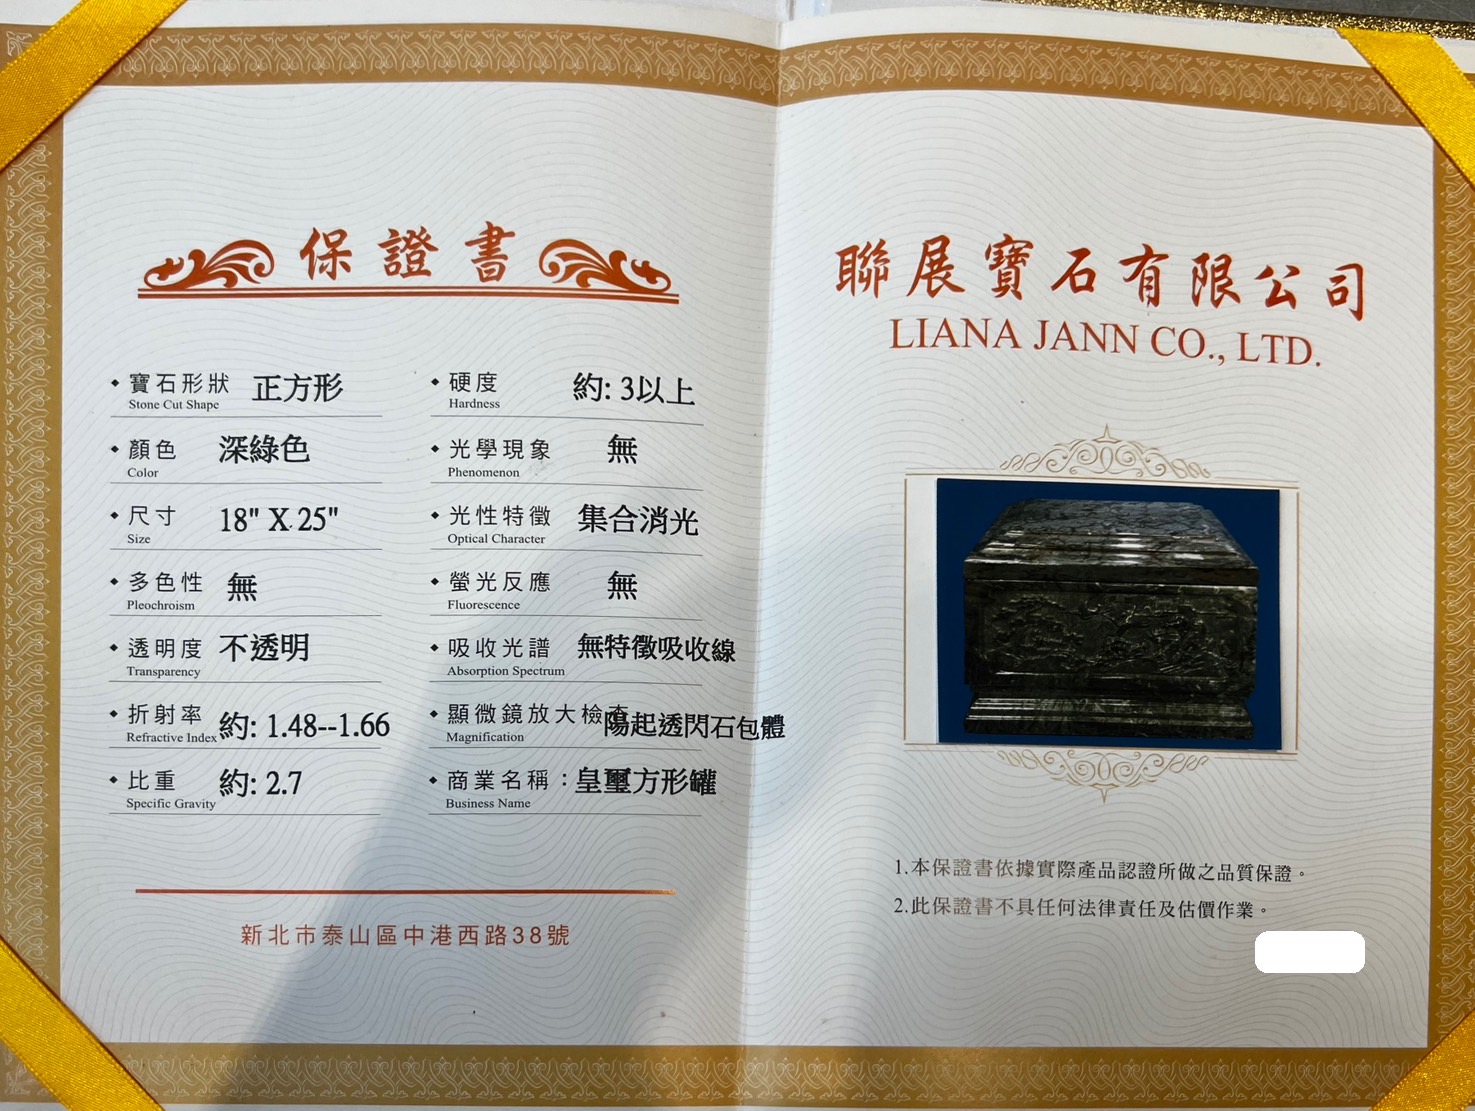 保證書
寶石形狀 正方形
Stone Cut Shape
顏色 深綠色
Color
尺寸 18" X 25"
Size
多色性 無
Pleochroism
透明度 不透明
Transparency
折射率 約: 1.48--1.66
Refractive Index
比重 約: 2.7
Specific Gravity
硬度 約: 3以上
Hardness
光學現象 無
Phenomenon
光性特徵 集合消光
Optical Character
螢光反應 無
Fluorescence
吸收光譜 無特徵吸收線
Absorption Spectrum
顯微鏡放大檢查 陽起透閃石包體
Magnification
商業名稱：皇璽方形罐
Business Name
新北市泰山區中港西路38號
聯展寶石有限公司
LIANA JANN CO., LTD.
1.本保證書依據實際產品認證所做之品質保證。
2.此保證書不具任何法律責任及估價作業。